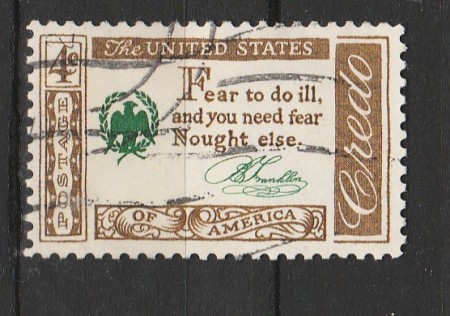 4¢
The UNITED STATES
POSTAGE
Fear to do ill,
and you need fear
Nought else.
B Franklin
OF AMERICA
Credo